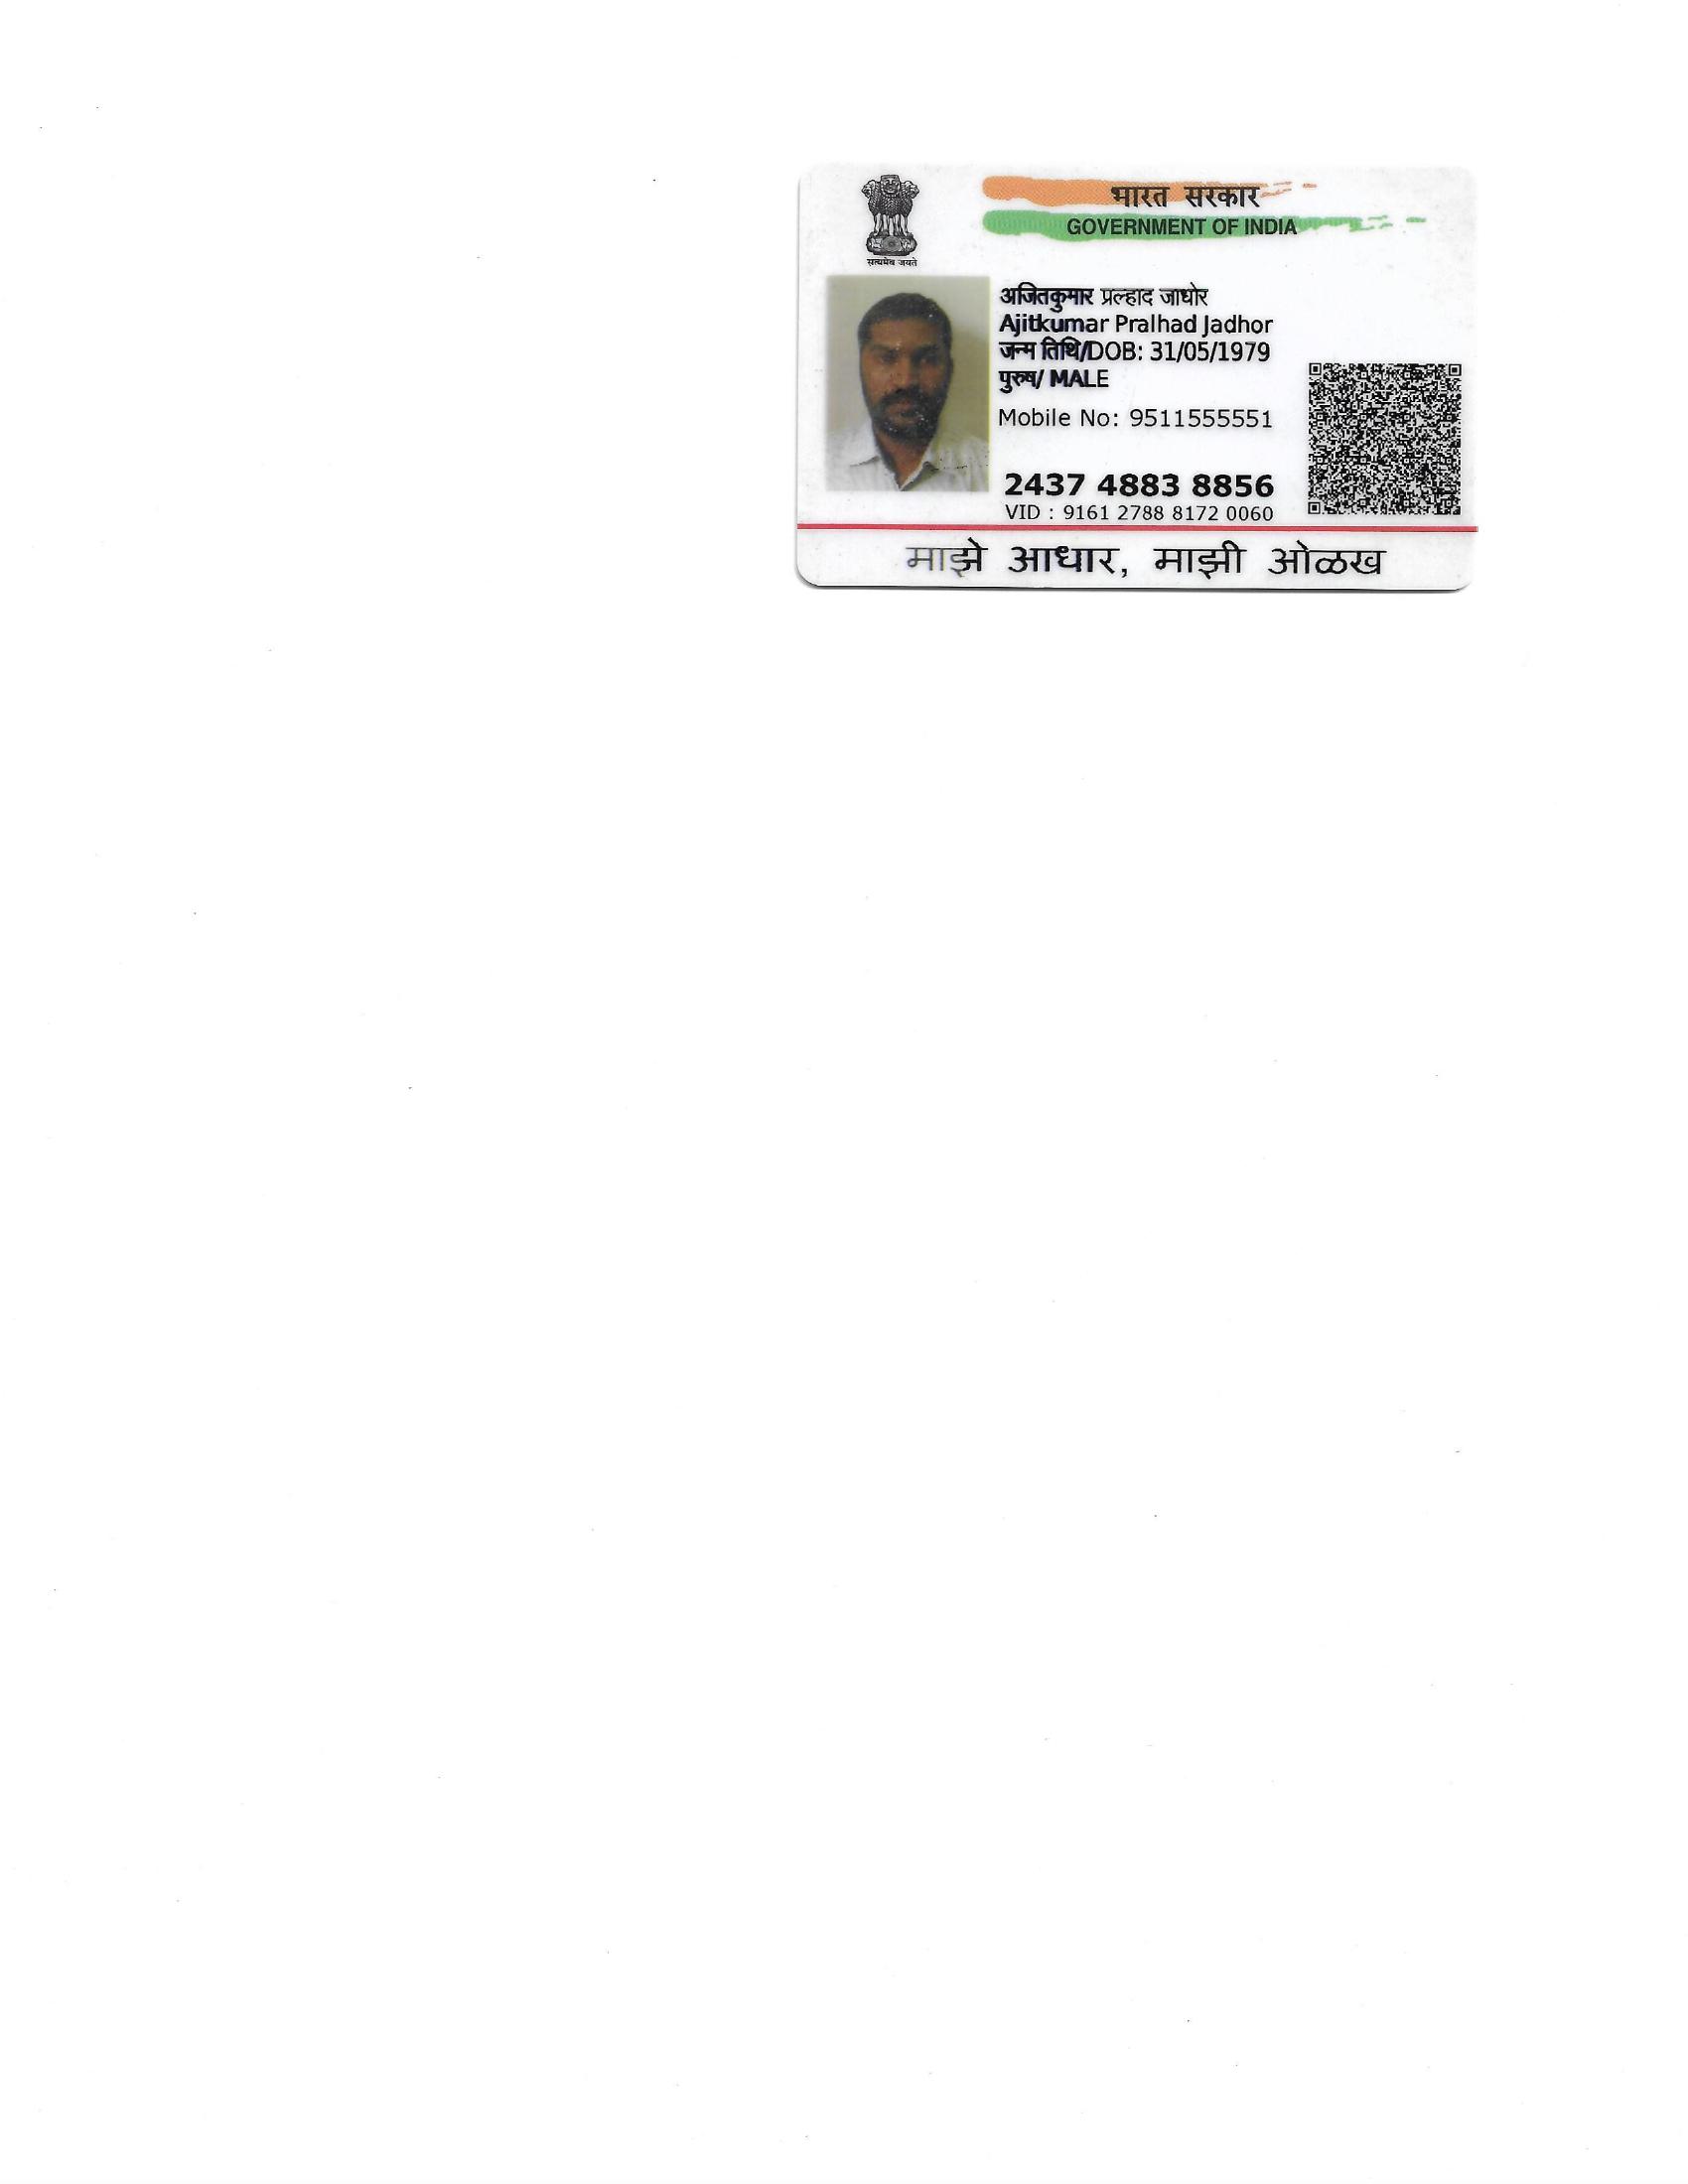 भारत सरकार
GOVERNMENT OF INDIA
सत्यमेव जयते
अजितकुमार प्रल्हाद जाधोर
Ajitkumar Pralhad Jadhor
जन्म तिथि/DOB: 31/05/1979
पुरुष/ MALE
Mobile No: 9511555551
2437 4883 8856
VID : 9161 2788 8172 0060
माझे आधार, माझी ओळख